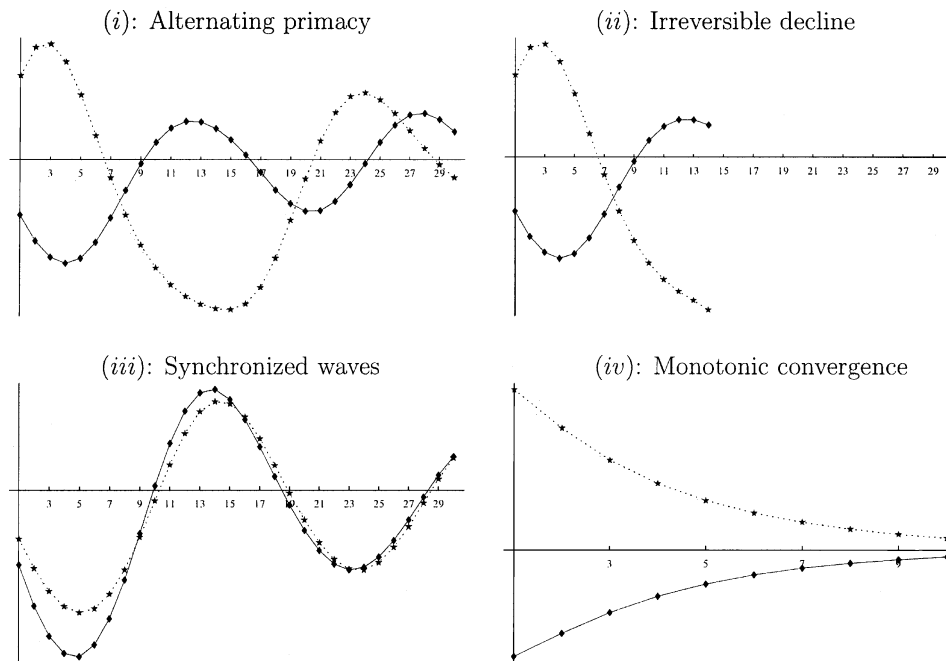 (i): Alternating primacy
(ii): Irreversible decline
3 5 7 9 11 13 15 17 19 21 23 25 27 29
3 5 7 9 11 13 15 17 19 21 23 25 27 29
(iii): Synchronized waves
(iv): Monotonic convergence
3 5 7 9 11 13 15 17 19 21 23 25 27 29
3 5 7 9